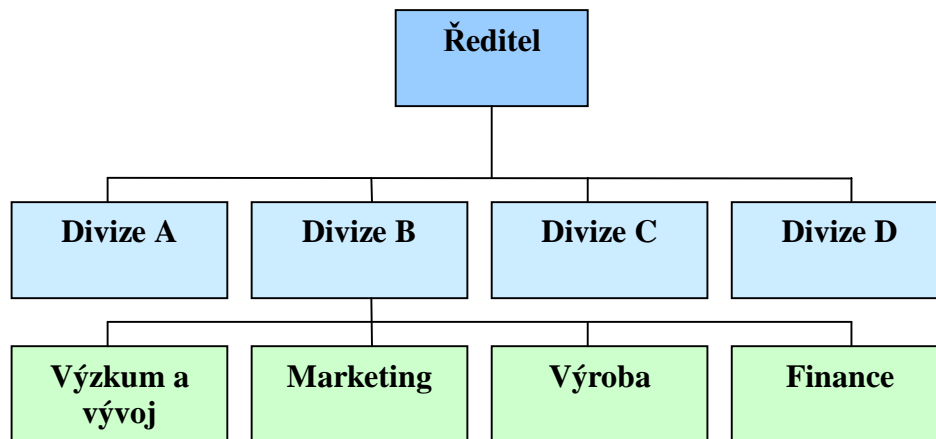 Ředitel
Divize A
Divize B
Divize C
Divize D
Výzkum a
vývoj
Marketing
Výroba
Finance